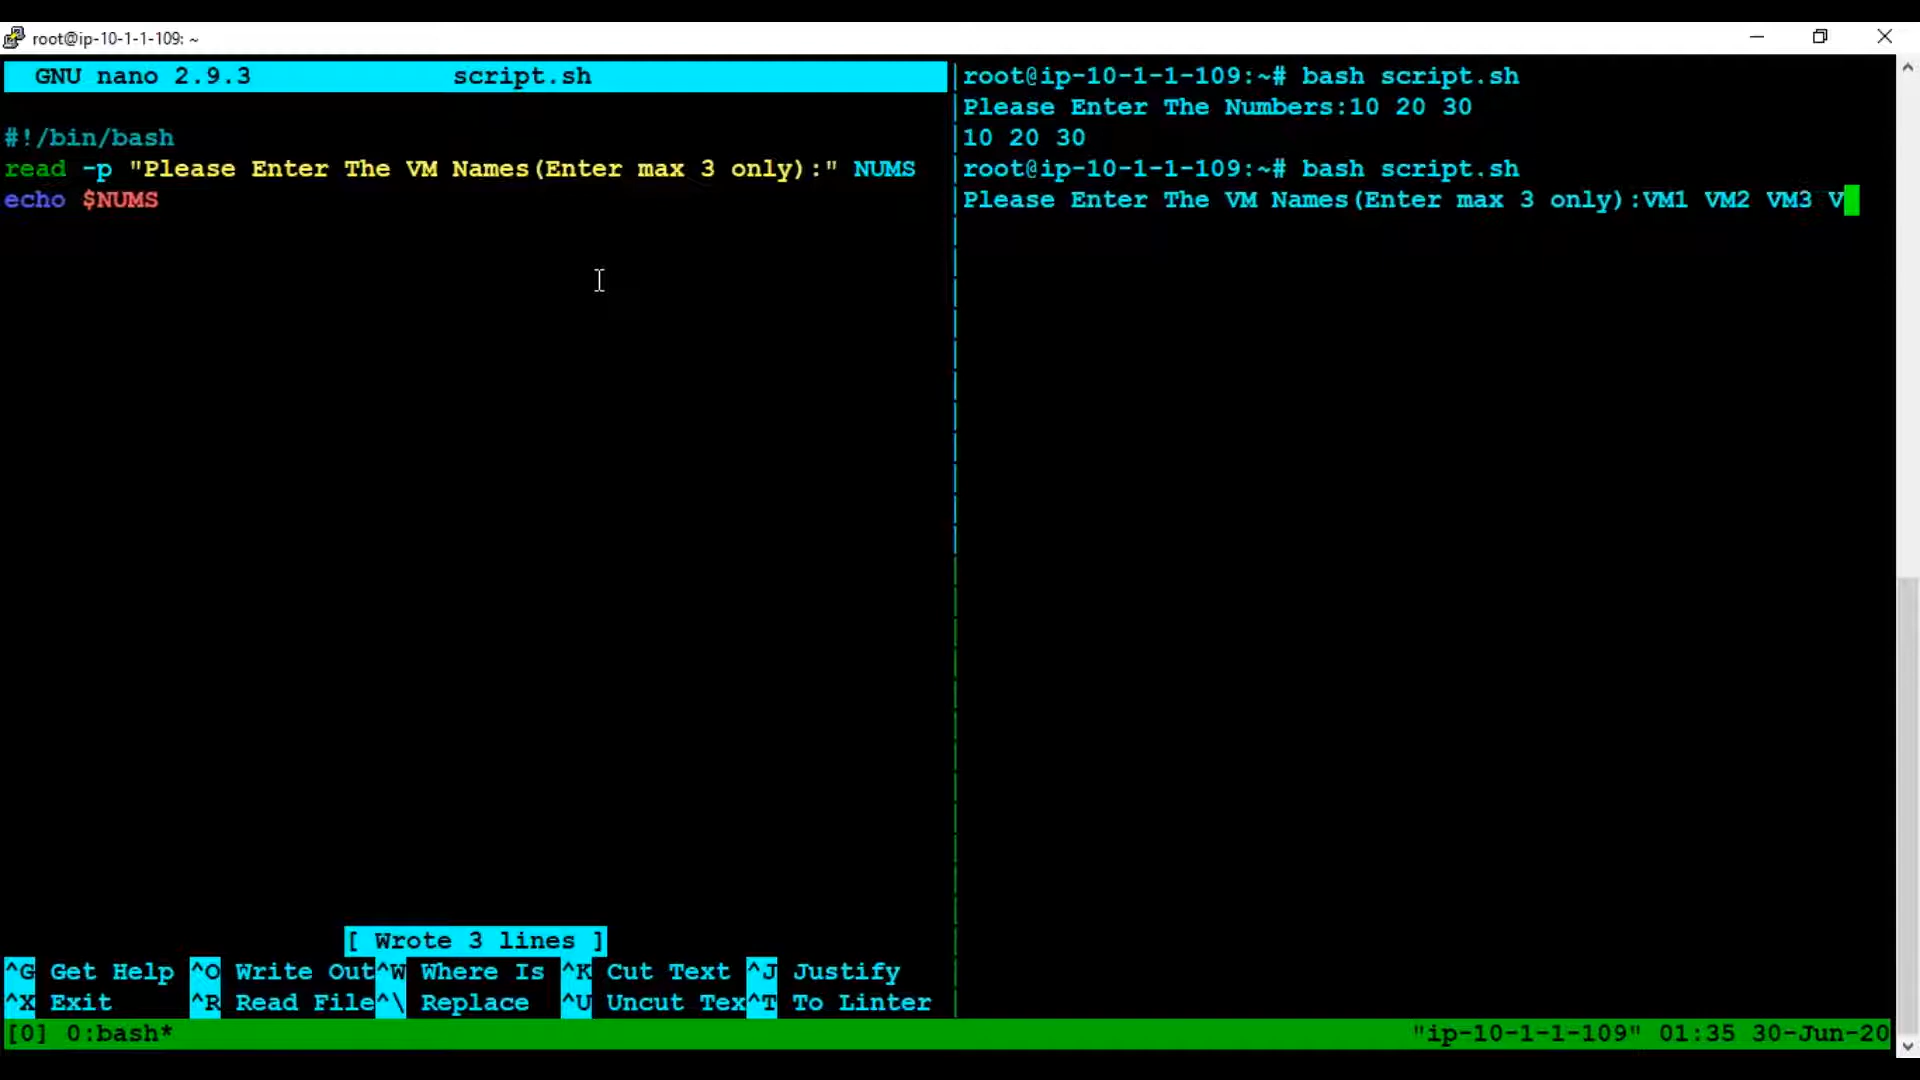 root@ip-10-1-1-109: ~
GNU nano 2.9.3 script.sh
#!/bin/bash
read -p "Please Enter The VM Names(Enter max 3 only):" NUMS
echo $NUMS
[ Wrote 3 lines ]
^G Get Help ^O Write Out^W Where Is ^K Cut Text ^J Justify
^X Exit ^R Read File^\ Replace ^U Uncut Tex^T To Linter
root@ip-10-1-1-109:~# bash script.sh
Please Enter The Numbers:10 20 30
10 20 30
root@ip-10-1-1-109:~# bash script.sh
Please Enter The VM Names(Enter max 3 only):VM1 VM2 VM3 V
[0] 0:bash* "ip-10-1-1-109" 01:35 30-Jun-20